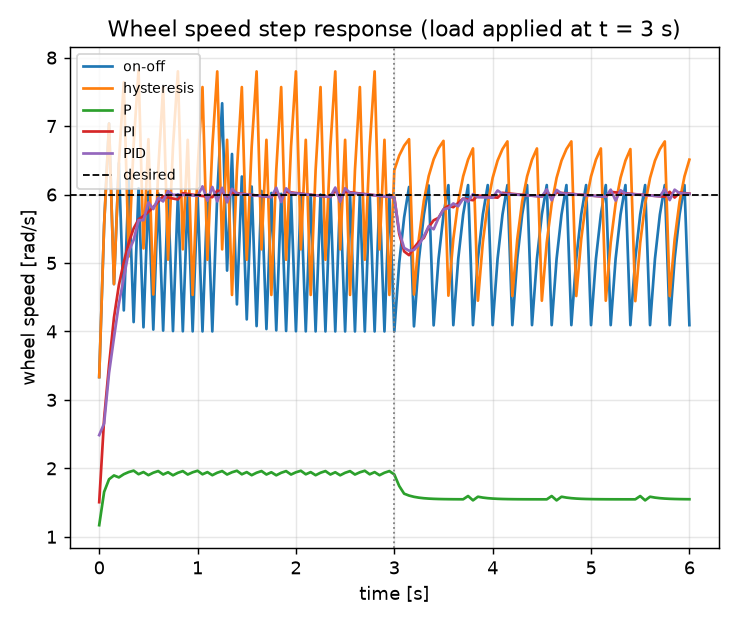 Wheel speed step response (load applied at t = 3 s)
8
7
6
5
4
3
2
1
wheel speed [rad/s]
on-off
hysteresis
P
PI
PID
desired
0
1
2
3
4
5
6
time [s]